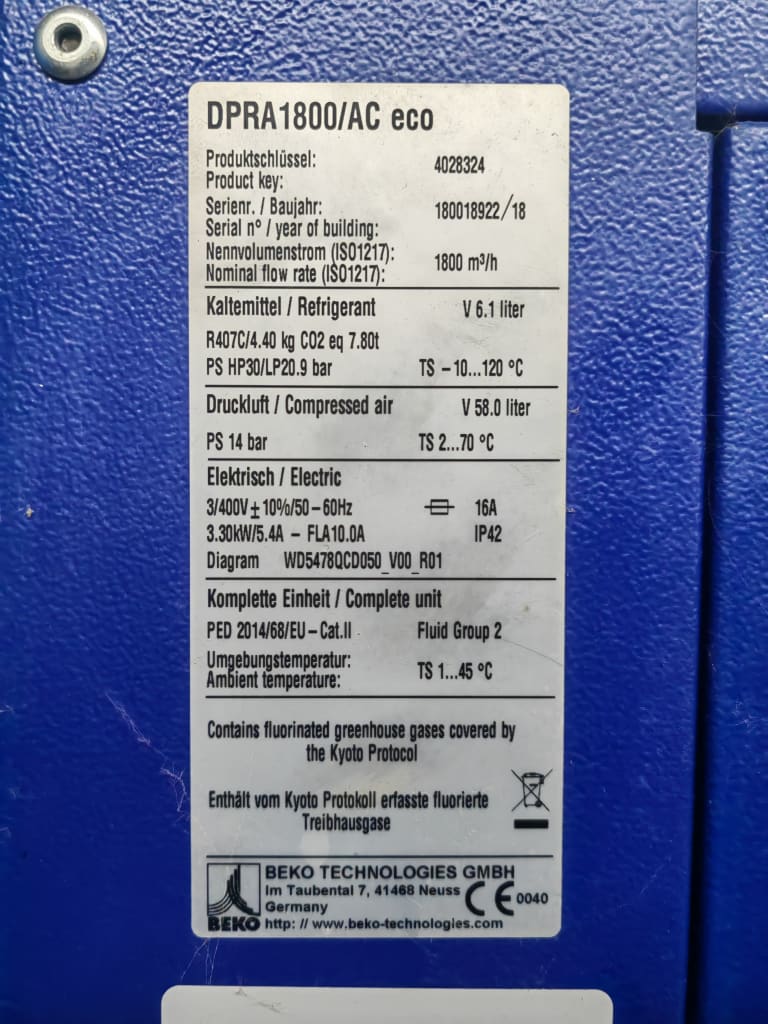 DPRA1800/AC eco
Produktschlüssel: 4028324
Product key:
Serienr. / Baujahr: 180018922/18
Serial n° / year of building:
Nennvolumenstrom (ISO1217): 1800 m³/h
Nominal flow rate (ISO1217):
Kaltemittel / Refrigerant V 6.1 liter
R407C/4.40 kg CO2 eq 7.80t
PS HP30/LP20.9 bar TS -10...120 °C
Druckluft / Compressed air V 58.0 liter
PS 14 bar TS 2...70 °C
Elektrisch / Electric
3/400V±10%/50-60Hz 16A
3.30kW/5.4A - FLA10.0A IP42
Diagram WD5478QCD050_V00_R01
Komplette Einheit / Complete unit
PED 2014/68/EU-Cat.II Fluid Group 2
Umgebungstemperatur: TS 1...45 °C
Ambient temperature:
Contains fluorinated greenhouse gases covered by
the Kyoto Protocol
Enthält vom Kyoto Protokoll erfasste fluorierte
Treibhausgase
BEKO TECHNOLOGIES GMBH
Im Taubental 7, 41468 Neuss
Germany CE 0040
BEKO http: // www.beko-technologies.com